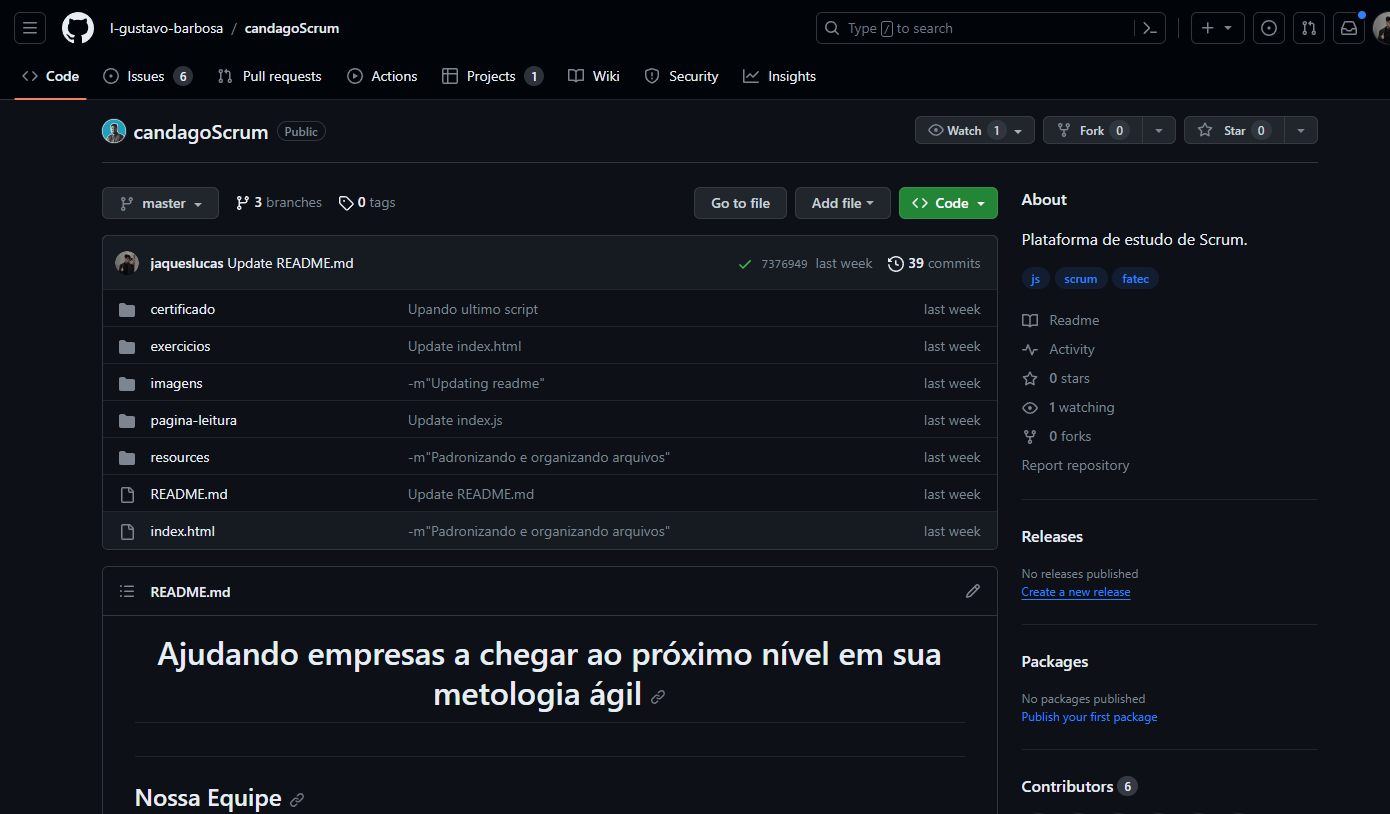 l-gustavo-barbosa / candagoScrum
Type / to search
Code Issues 6 Pull requests Actions Projects 1 Wiki Security Insights
candagoScrum Public
Watch 1 Fork 0 Star 0
master 3 branches 0 tags Go to file Add file Code
jaqueslucas Update README.md 7376949 last week 39 commits
certificado Upando ultimo script last week
exercicios Update index.html last week
imagens -m"Updating readme" last week
pagina-leitura Update index.js last week
resources -m"Padronizando e organizando arquivos" last week
README.md Update README.md last week
index.html -m"Padronizando e organizando arquivos" last week
README.md
Ajudando empresas a chegar ao próximo nível em sua
metologia ágil
Nossa Equipe
About
Plataforma de estudo de Scrum.
js scrum fatec
Readme
Activity
0 stars
1 watching
0 forks
Report repository
Releases
No releases published
Create a new release
Packages
No packages published
Publish your first package
Contributors 6